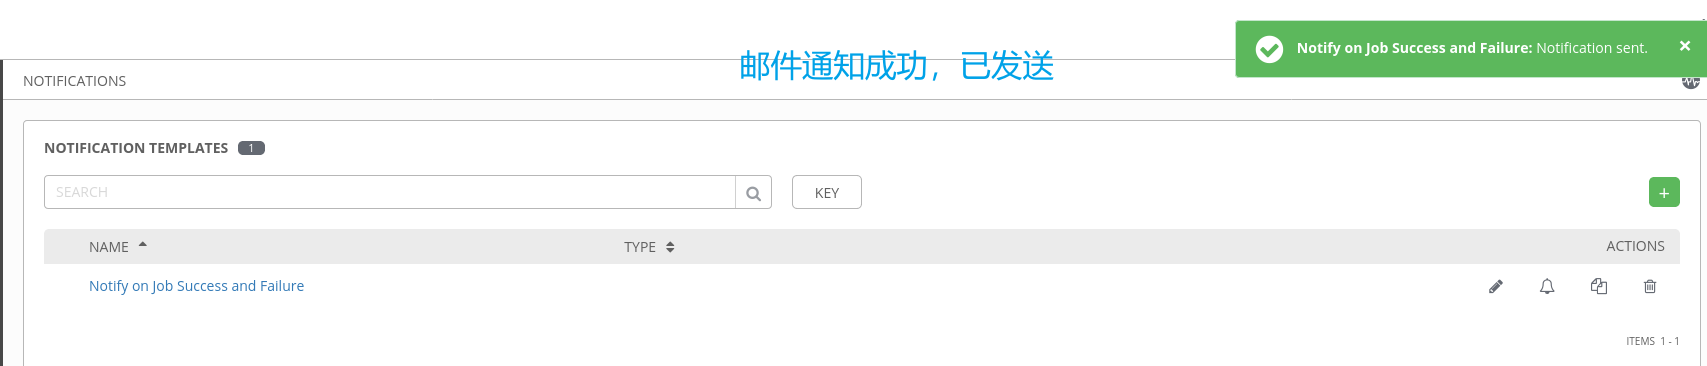 邮件通知成功，已发送
Notify on Job Success and Failure: Notification sent.
NOTIFICATIONS
NOTIFICATION TEMPLATES 1
SEARCH
KEY
NAME TYPE ACTIONS
Notify on Job Success and Failure
ITEMS 1 - 1